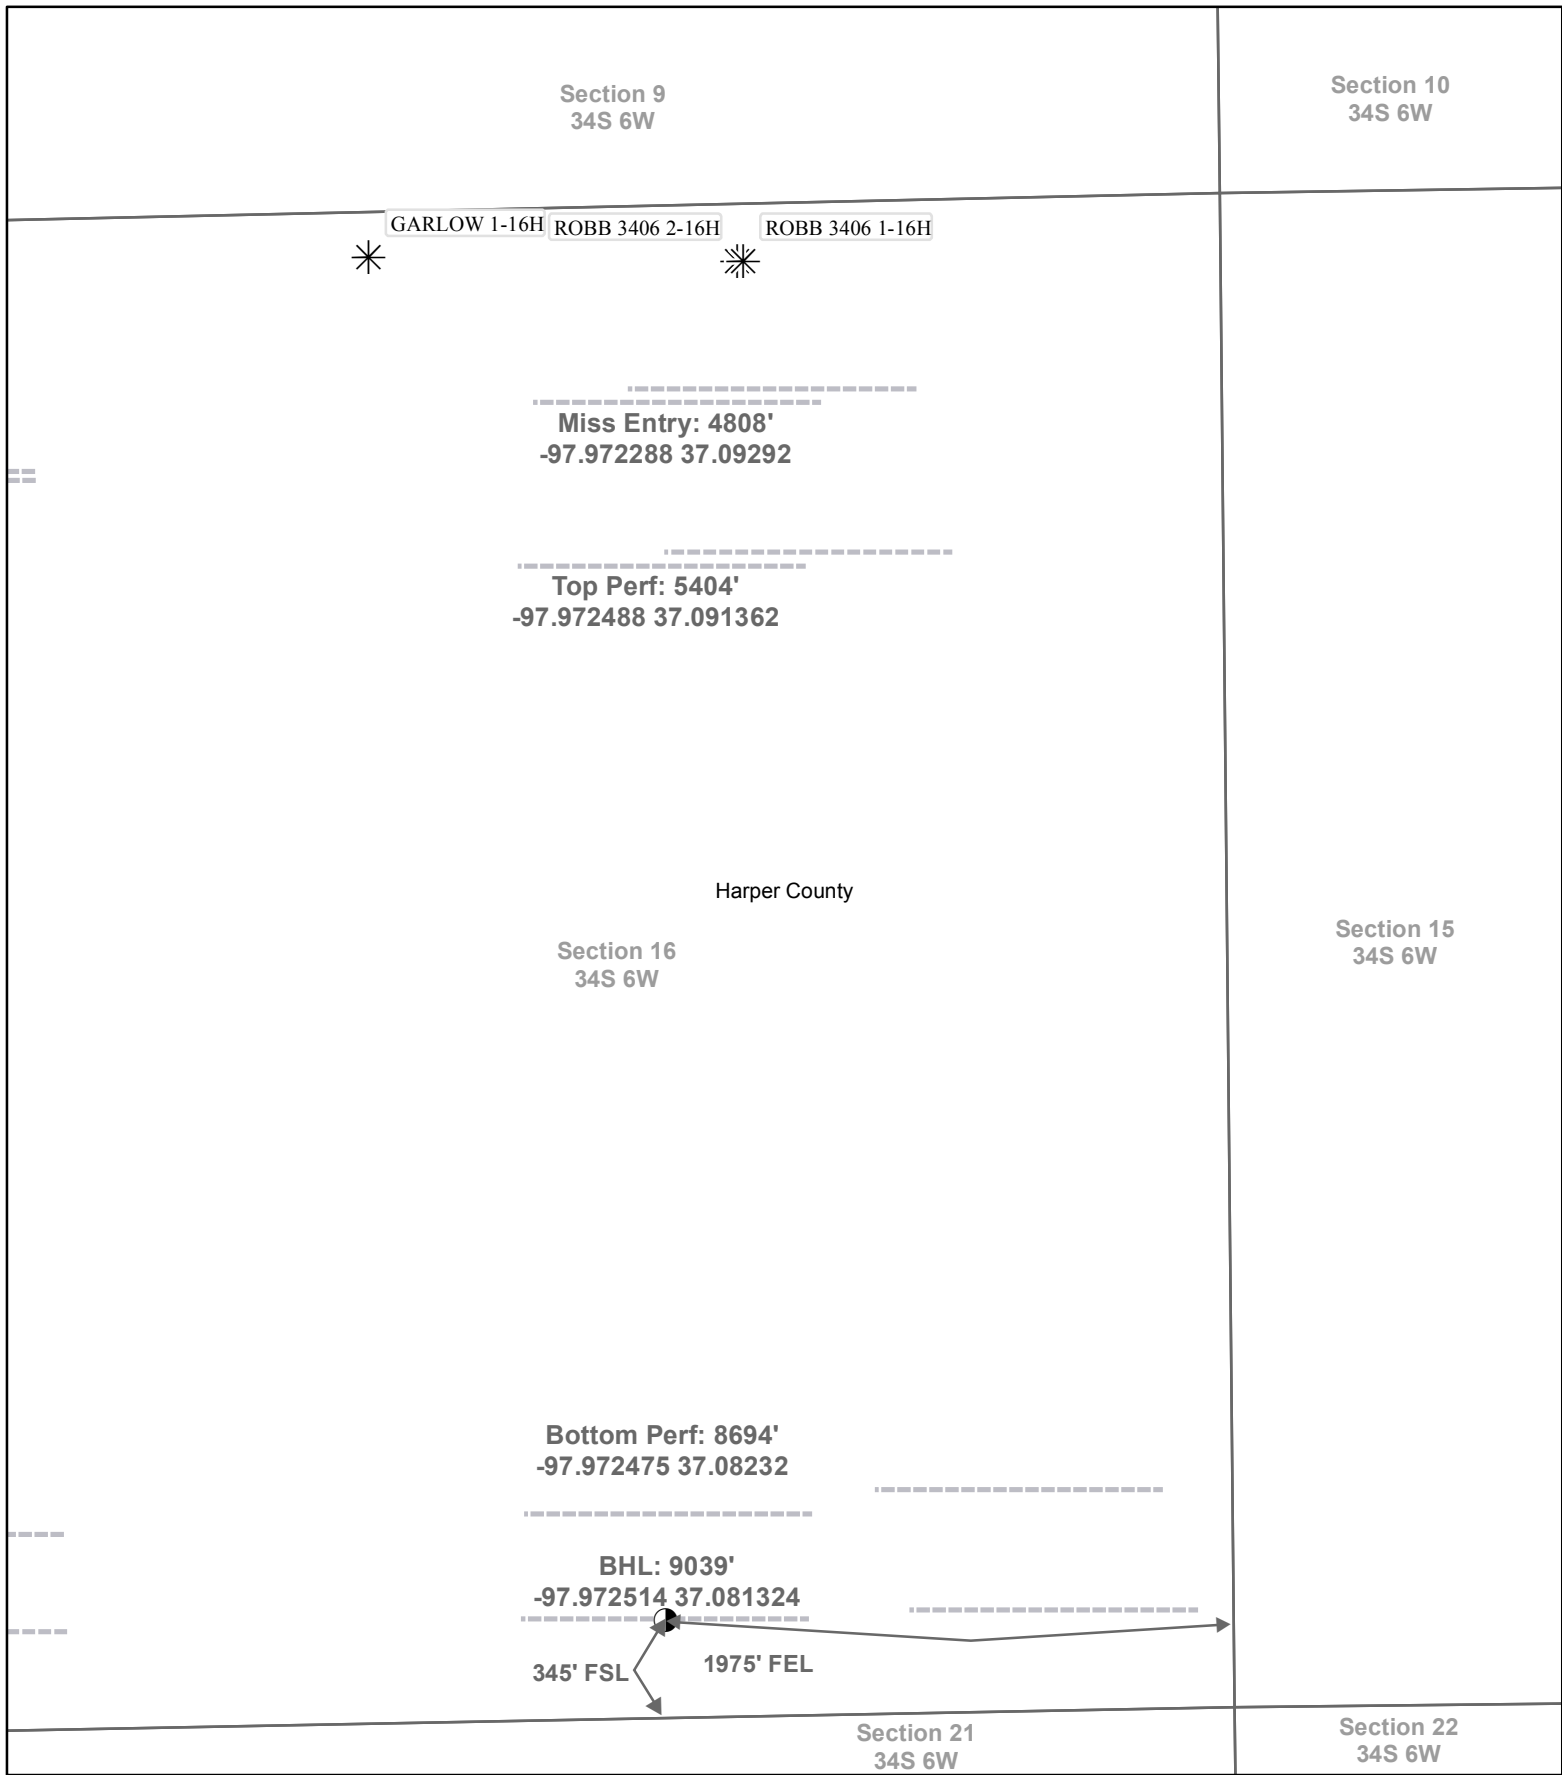 Section 9
34S 6W
Section 10
34S 6W
GARLOW 1-16H
ROBB 3406 2-16H
ROBB 3406 1-16H
Miss Entry: 4808'
-97.972288 37.09292
Top Perf: 5404'
-97.972488 37.091362
Harper County
Section 16
34S 6W
Section 15
34S 6W
Bottom Perf: 8694'
-97.972475 37.08232
BHL: 9039'
-97.972514 37.081324
345' FSL
1975' FEL
Section 21
34S 6W
Section 22
34S 6W